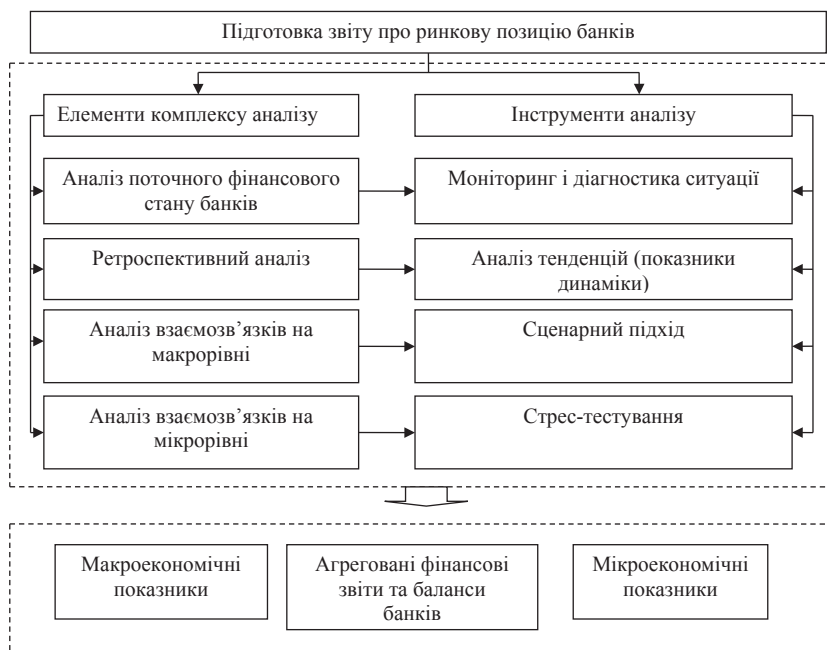 Підготовка звіту про ринкову позицію банків
Елементи комплексу аналізу
Інструменти аналізу
Аналіз поточного фінансового
стану банків
Моніторинг і діагностика ситуації
Ретроспективний аналіз
Аналіз тенденцій (показники
динаміки)
Аналіз взаємозв’язків на
макрорівні
Сценарний підхід
Аналіз взаємозв’язків на
мікрорівні
Стрес-тестування
Макроекономічні
показники
Агреговані фінансові
звіти та баланси
банків
Мікроекономічні
показники